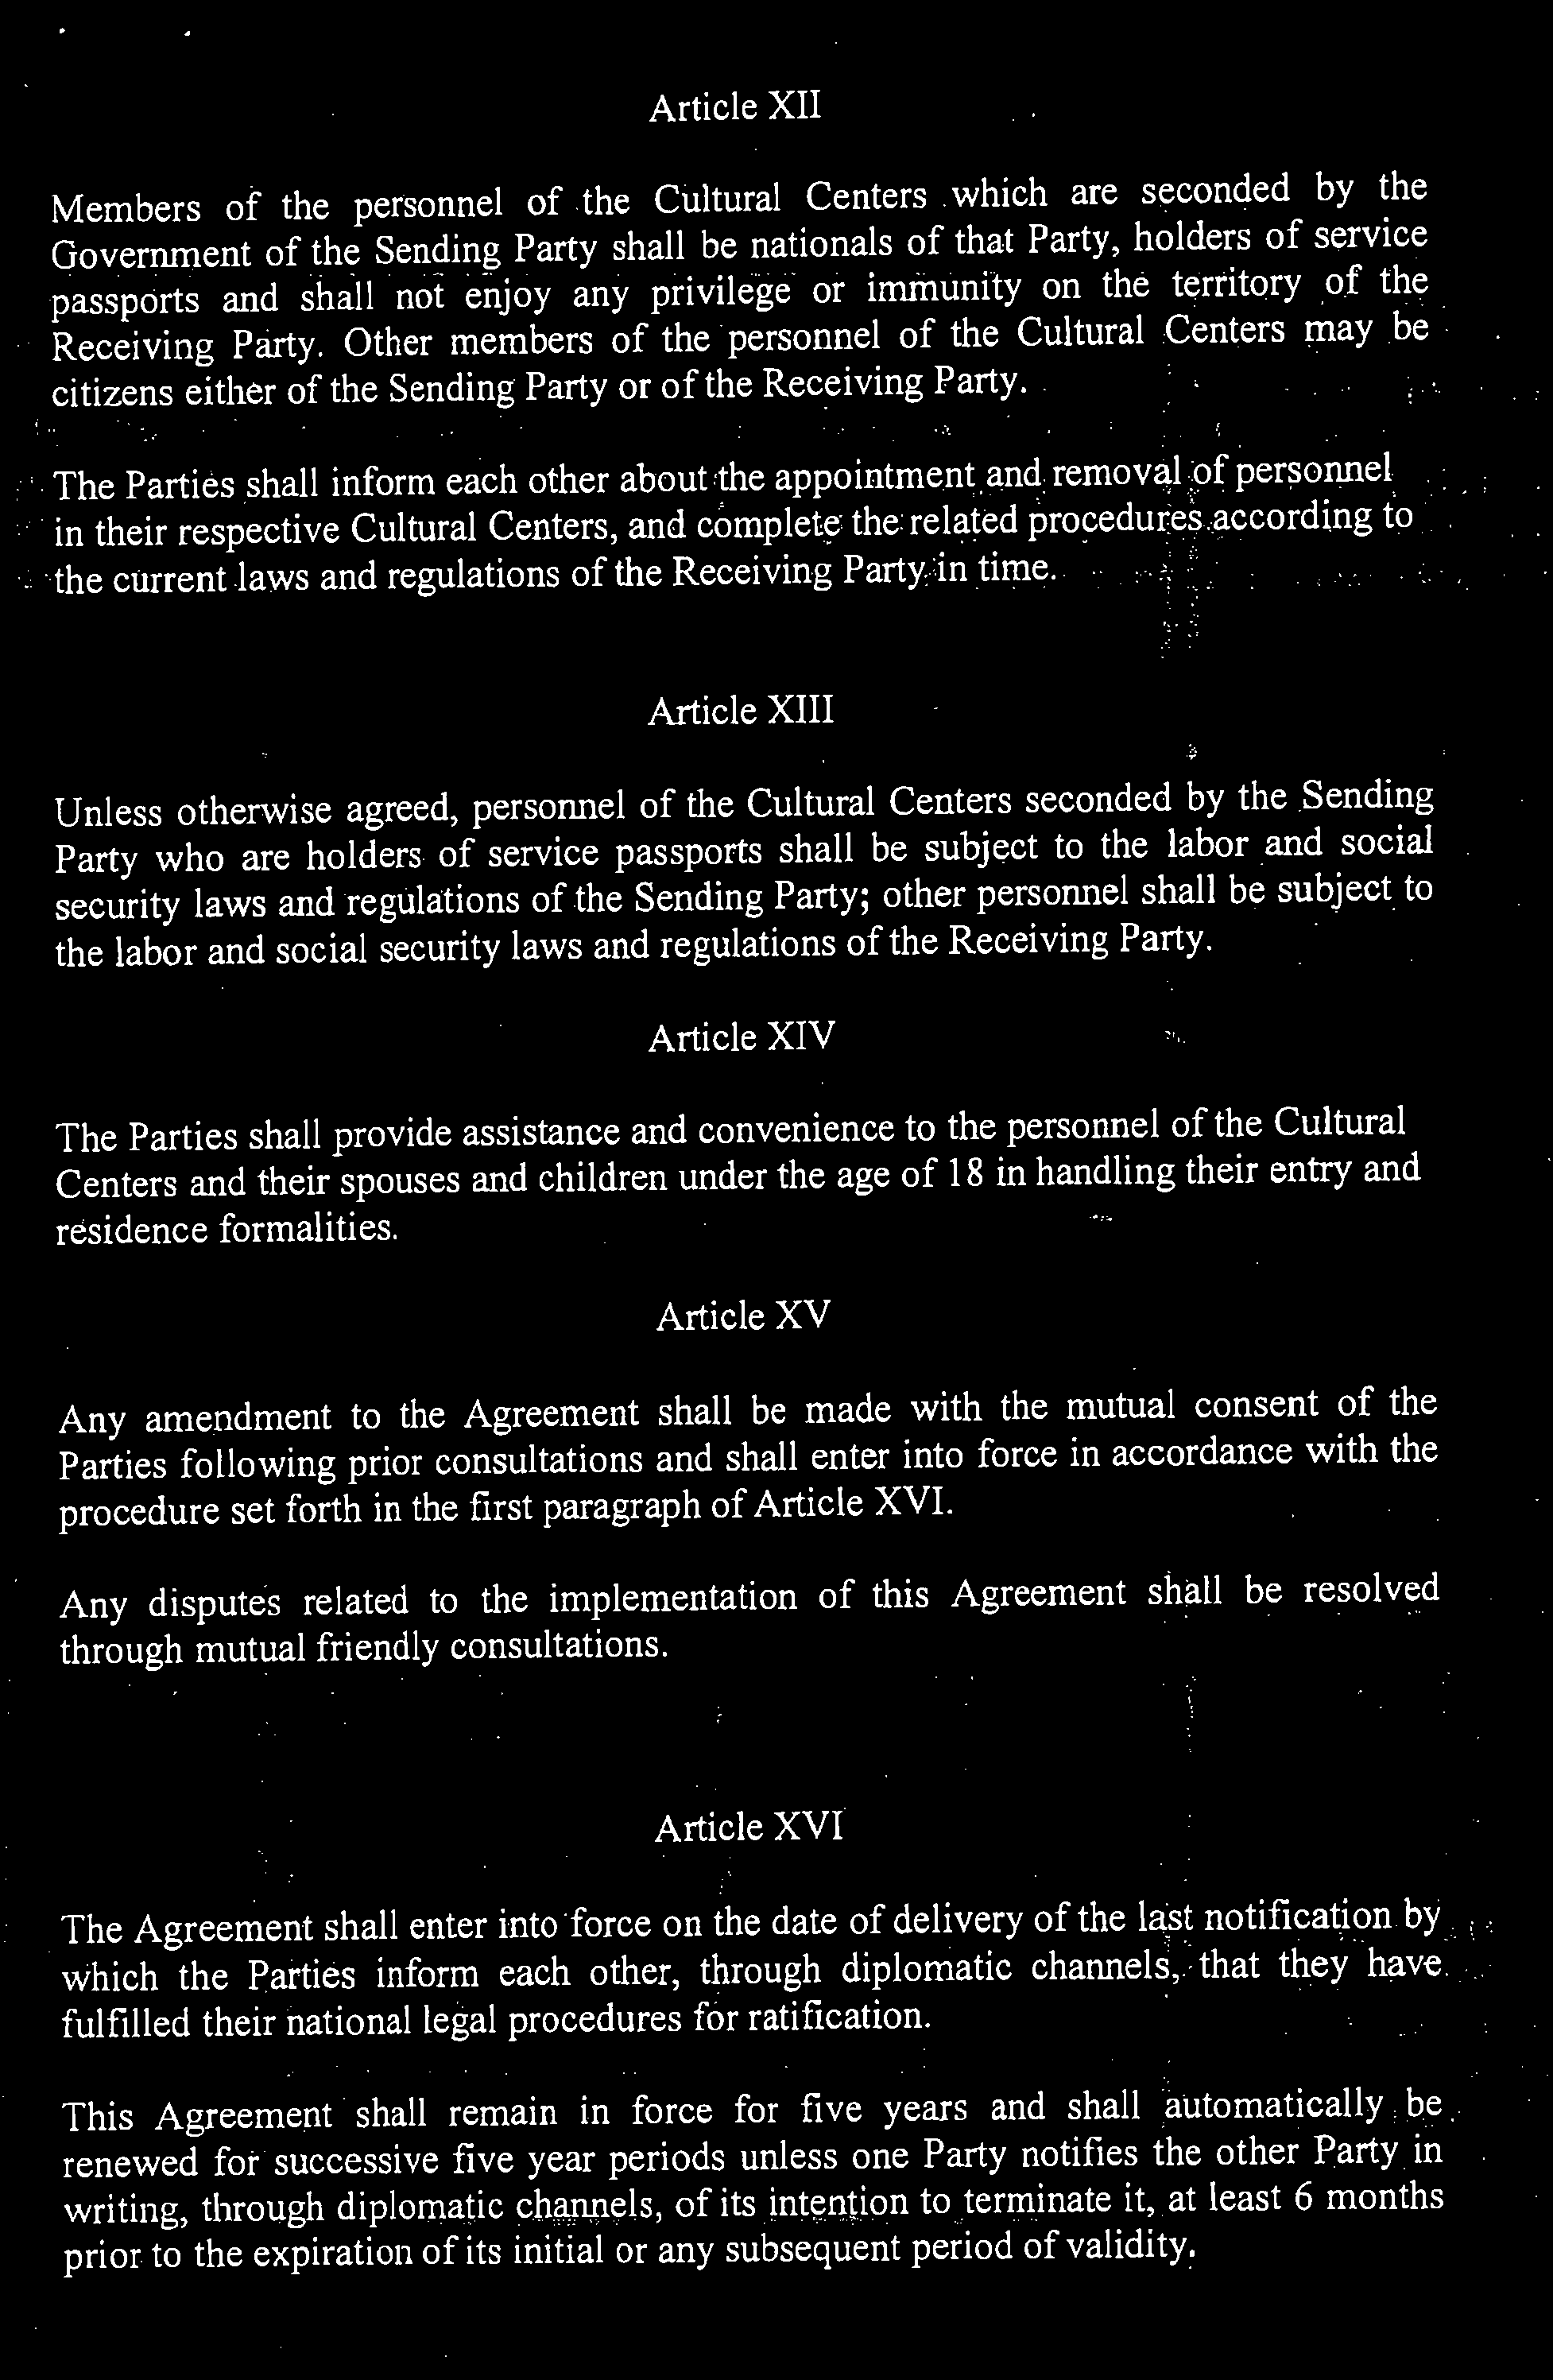 Article XII
Members of the personnel of the Cultural Centers which are seconded by the
Government of the Sending Party shall be nationals of that Party, holders of service
passports and shall not enjoy any privilege or immunity on the territory of the
Receiving Party. Other members of the personnel of the Cultural Centers may be
citizens either of the Sending Party or of the Receiving Party.
The Parties shall inform each other about the appointment and removal of personnel
in their respective Cultural Centers, and complete the related procedures according to
the current laws and regulations of the Receiving Party in time.
Article XIII
Unless otherwise agreed, personnel of the Cultural Centers seconded by the Sending
Party who are holders of service passports shall be subject to the labor and social
security laws and regulations of the Sending Party; other personnel shall be subject to
the labor and social security laws and regulations of the Receiving Party.
Article XIV
The Parties shall provide assistance and convenience to the personnel of the Cultural
Centers and their spouses and children under the age of 18 in handling their entry and
residence formalities.
Article XV
Any amendment to the Agreement shall be made with the mutual consent of the
Parties following prior consultations and shall enter into force in accordance with the
procedure set forth in the first paragraph of Article XVI.
Any disputes related to the implementation of this Agreement shall be resolved
through mutual friendly consultations.
Article XVI
The Agreement shall enter into force on the date of delivery of the last notification by
which the Parties inform each other, through diplomatic channels, that they have
fulfilled their national legal procedures for ratification.
This Agreement shall remain in force for five years and shall automatically be
renewed for successive five year periods unless one Party notifies the other Party in
writing, through diplomatic channels, of its intention to terminate it, at least 6 months
prior to the expiration of its initial or any subsequent period of validity.